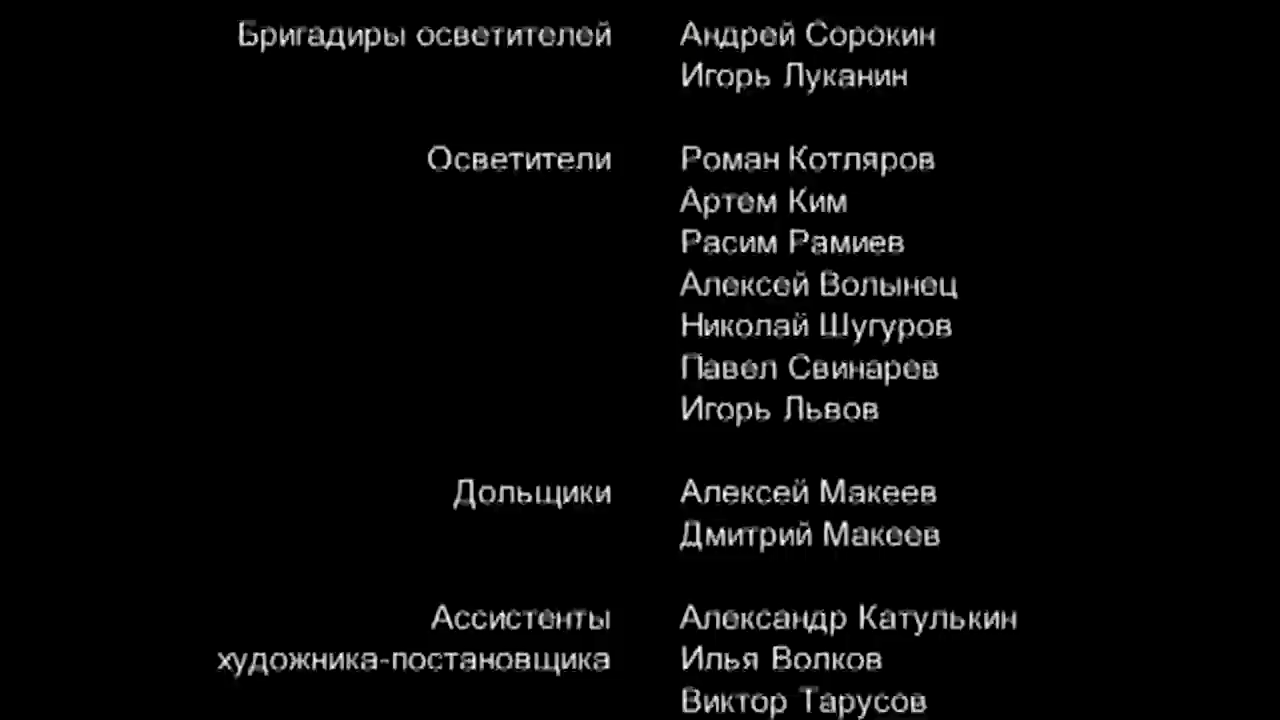 Бригадиры осветителей Андрей Сорокин
Игорь Луканин
Осветители Роман Котляров
Артем Ким
Расим Рамиев
Алексей Волынец
Николай Шугуров
Павел Свинарев
Игорь Львов
Дольщики Алексей Макеев
Дмитрий Макеев
Ассистенты Александр Катулькин
художника-постановщика Илья Волков
Виктор Тарусов